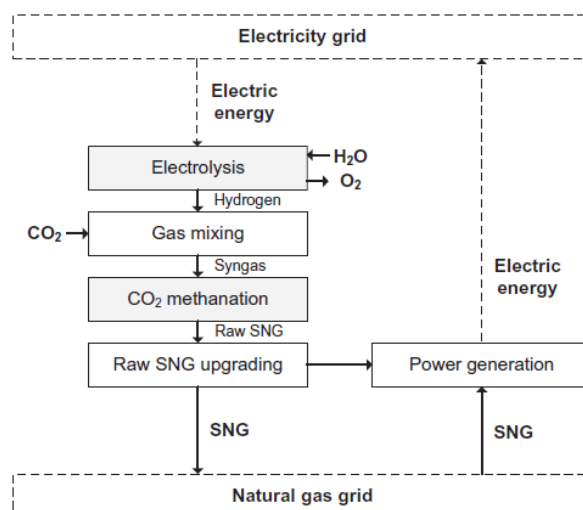 Electricity grid
Electric
energy
H₂O
Electrolysis
O₂
Hydrogen
CO₂
Gas mixing
Syngas
Electric
energy
CO₂ methanation
Raw SNG
Raw SNG upgrading
Power generation
SNG
SNG
Natural gas grid